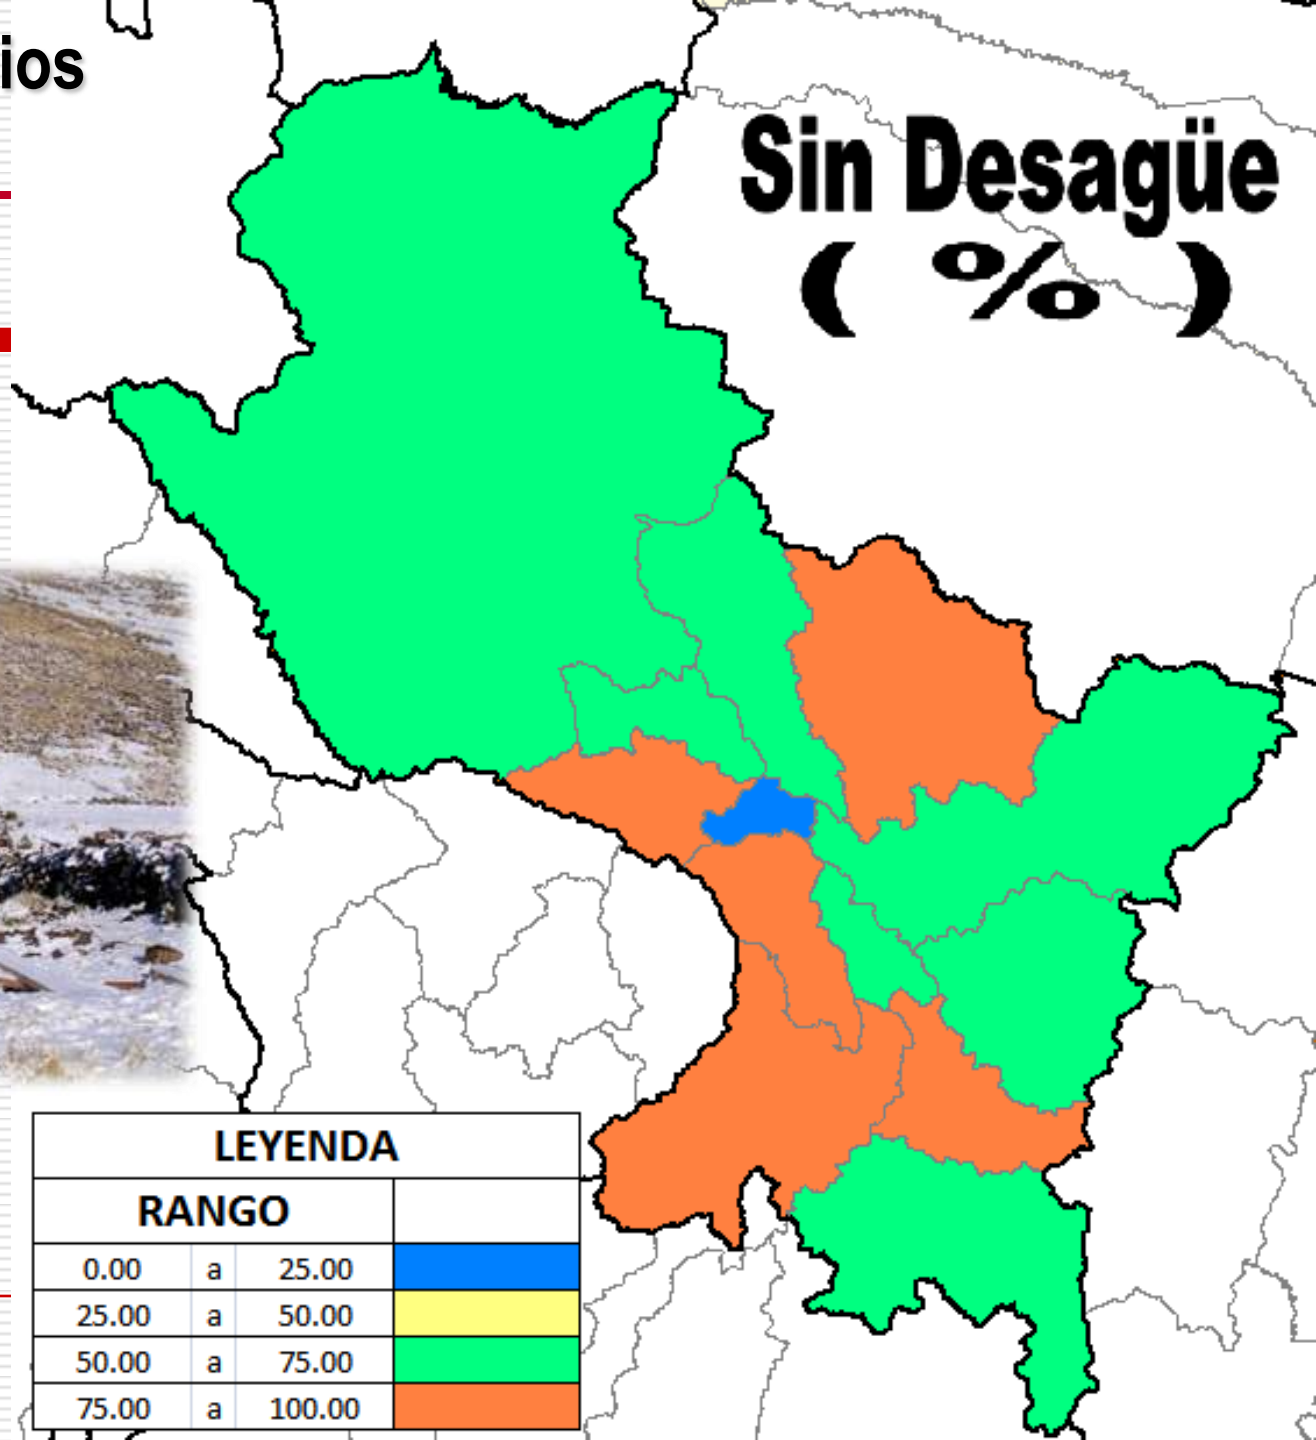 ios
Sin Desagüe
( % )
LEYENDA
RANGO
0.00 a 25.00
25.00 a 50.00
50.00 a 75.00
75.00 a 100.00